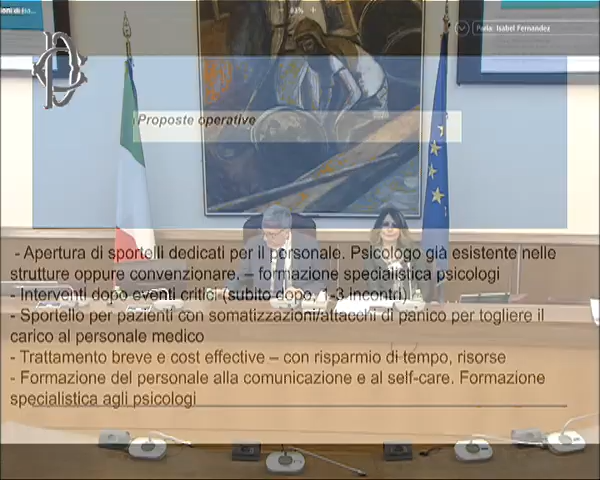 83%
Parla: Isabel Fernandez
Proposte operative
- Apertura di sportelli dedicati per il personale. Psicologo già esistente nelle
strutture oppure convenzionare. – formazione specialistica psicologi
- Interventi dopo eventi critici (subito dopo, 1-3 incontri)
- Sportello per pazienti con somatizzazioni/attacchi di panico per togliere il
carico al personale medico
- Trattamento breve e cost effective – con risparmio di tempo, risorse
- Formazione del personale alla comunicazione e al self-care. Formazione
specialistica agli psicologi